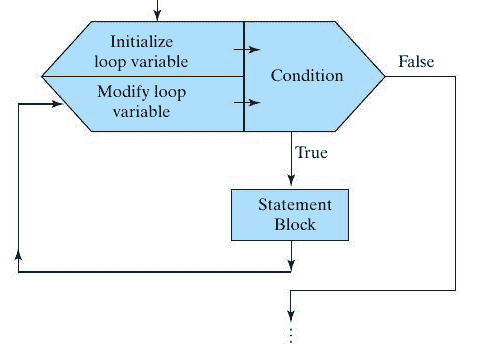 Initialize
loop variable
Modify loop
variable
Condition
False
True
Statement
Block